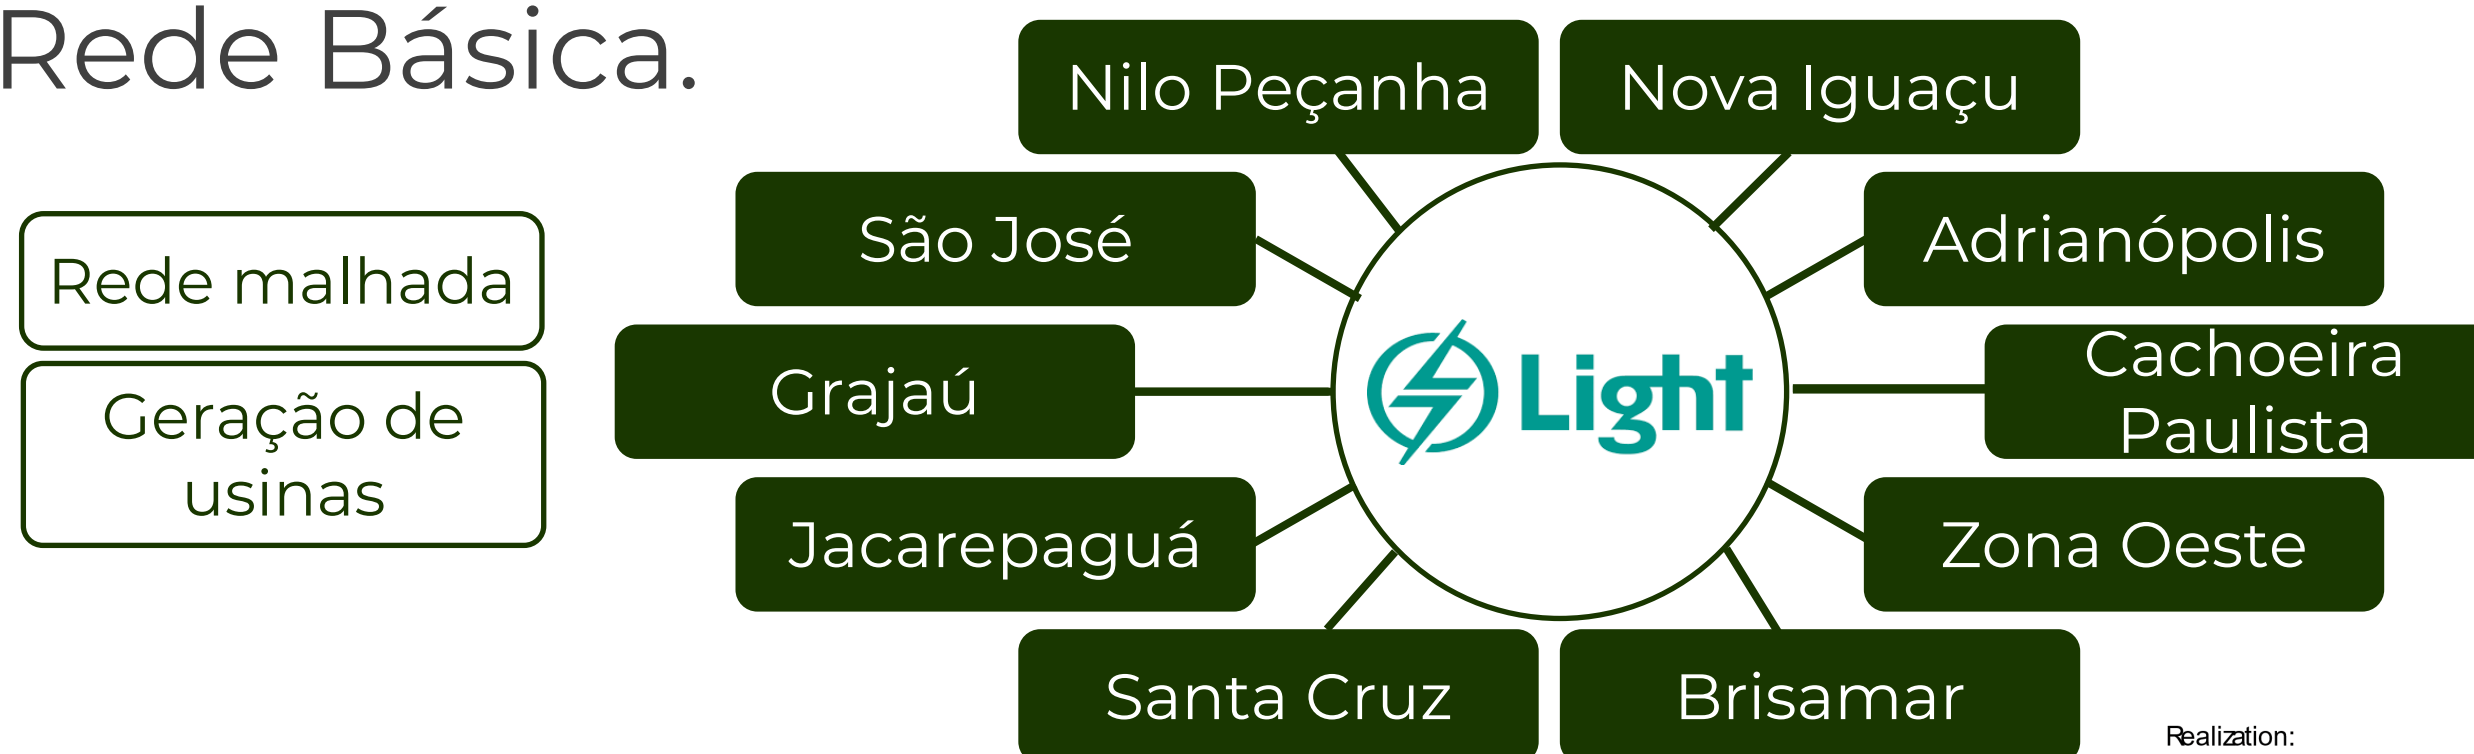 Rede Básica.
Nilo Peçanha
Nova Iguaçu
São José
Adrianópolis
Rede malhada
Grajaú
Light
Cachoeira
Paulista
Geração de
usinas
Jacarepaguá
Zona Oeste
Santa Cruz
Brisamar
Realization: